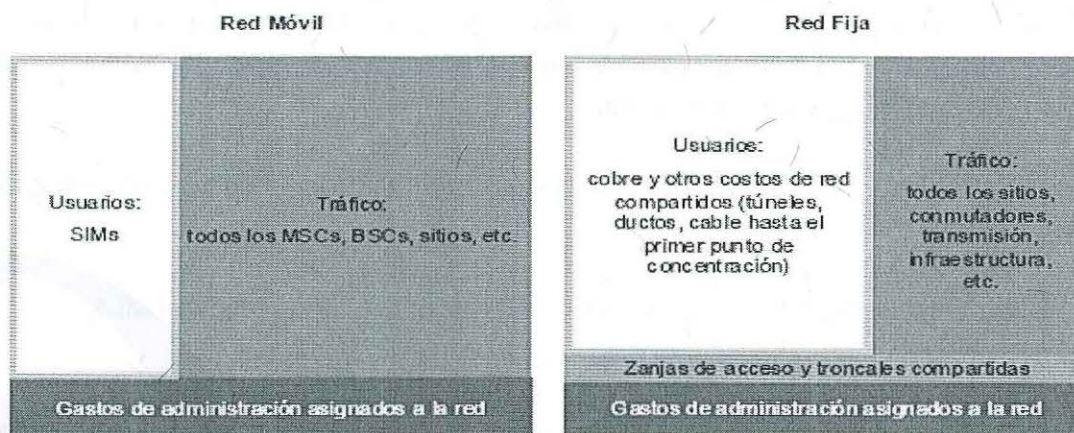 Red Móvil
Usuarios:
SIMs
Tráfico:
todos los MSCs, BSCs, sitios, etc.
Gastos de administración asignados a la red
Red Fija
Usuarios:
cobre y otros costos de red
compartidos (túneles,
ductos, cable hasta el
primer punto de
concentración)
Tráfico:
todos los sitios,
conmutadores,
transmisión,
infraestructura,
etc.
Zanjas de acceso y troncales compartidas
Gastos de administración asignados a la red